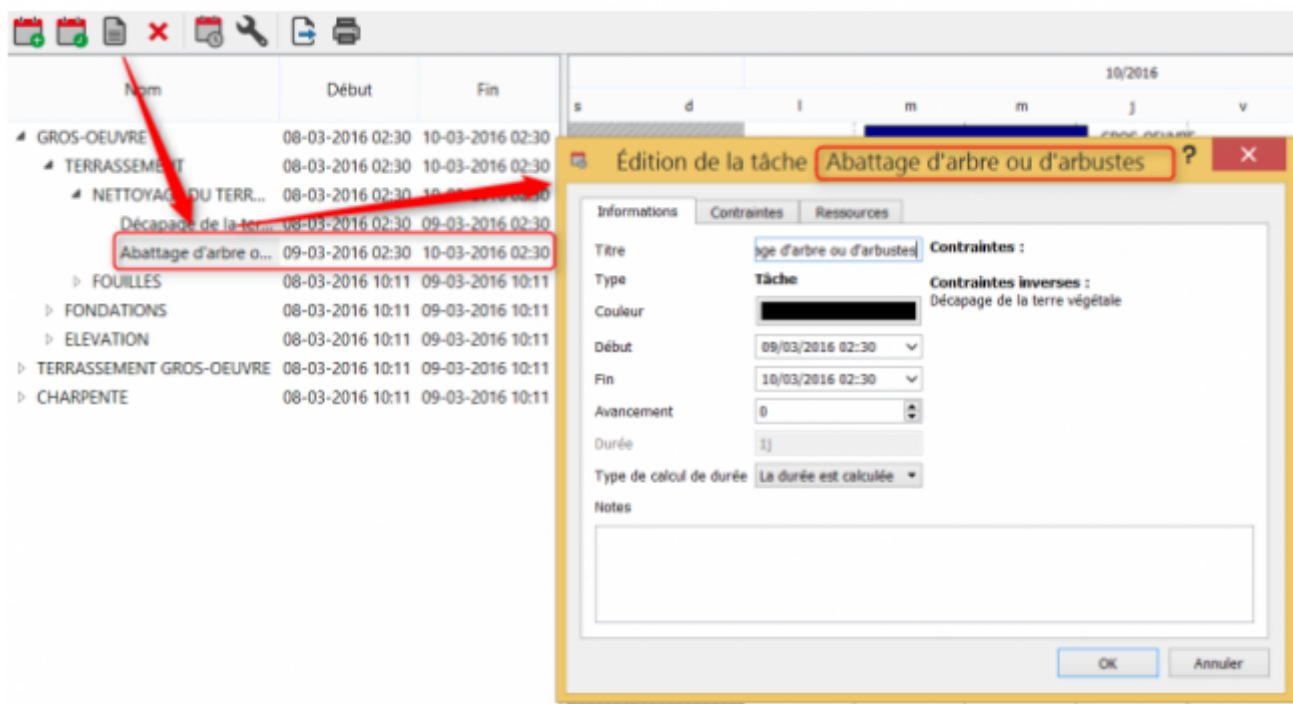 Nom Début Fin
10/2016
s d l m m j v
GROS-OEUVRE 08-03-2016 02:30 10-03-2016 02:30
GROS-OEUVRE
TERRASSEMENT 08-03-2016 02:30 10-03-2016 02:30
NETTOYAGE DU TERR... 08-03-2016 02:30 10-03-2016 02:30
Décapage de la ter... 08-03-2016 02:30 09-03-2016 02:30
Abattage d'arbre o... 09-03-2016 02:30 10-03-2016 02:30
FOUILLES 08-03-2016 10:11 09-03-2016 10:11
FONDATIONS 08-03-2016 10:11 09-03-2016 10:11
ELEVATION 08-03-2016 10:11 09-03-2016 10:11
TERRASSEMENT GROS-OEUVRE 08-03-2016 10:11 09-03-2016 10:11
CHARPENTE 08-03-2016 10:11 09-03-2016 10:11
Édition de la tâche Abattage d'arbre ou d'arbustes ?
Informations Contraintes Ressources
Titre age d'arbre ou d'arbustes
Type Tâche
Couleur
Début 09/03/2016 02:30
Fin 10/03/2016 02:30
Avancement 0
Durée 1j
Type de calcul de durée La durée est calculée
Notes
Contraintes :
Contraintes inverses :
Décapage de la terre végétale
OK Annuler